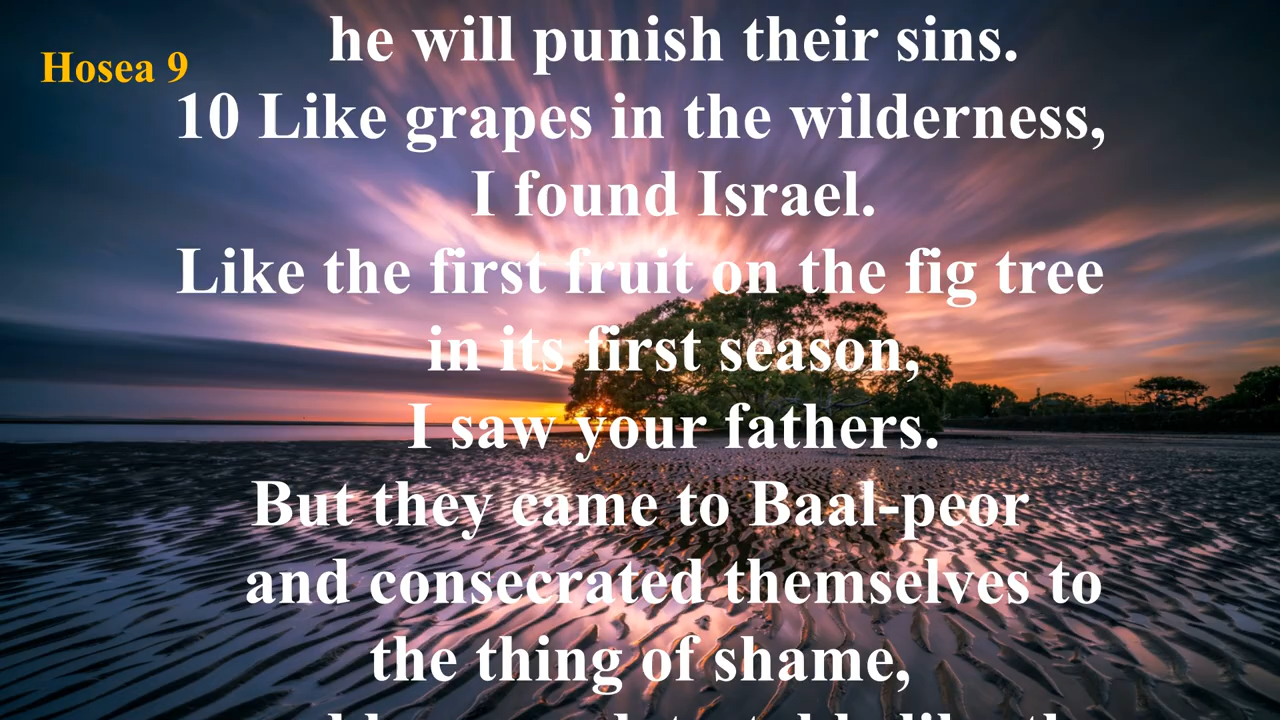 Hosea 9
he will punish their sins.
10 Like grapes in the wilderness,
I found Israel.
Like the first fruit on the fig tree
in its first season,
I saw your fathers.
But they came to Baal-peor
and consecrated themselves to
the thing of shame,